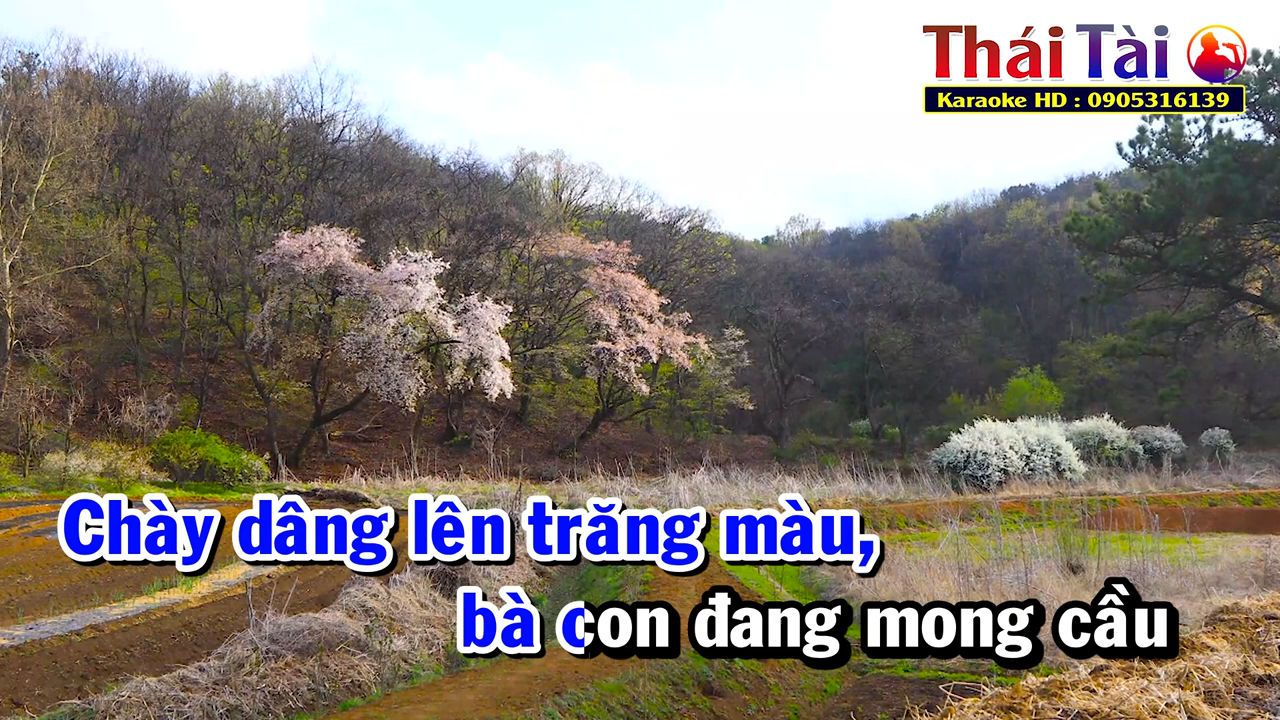 Thái Tài
Karaoke HD : 0905316139
Chày dâng lên trăng màu,
bà con đang mong cầu